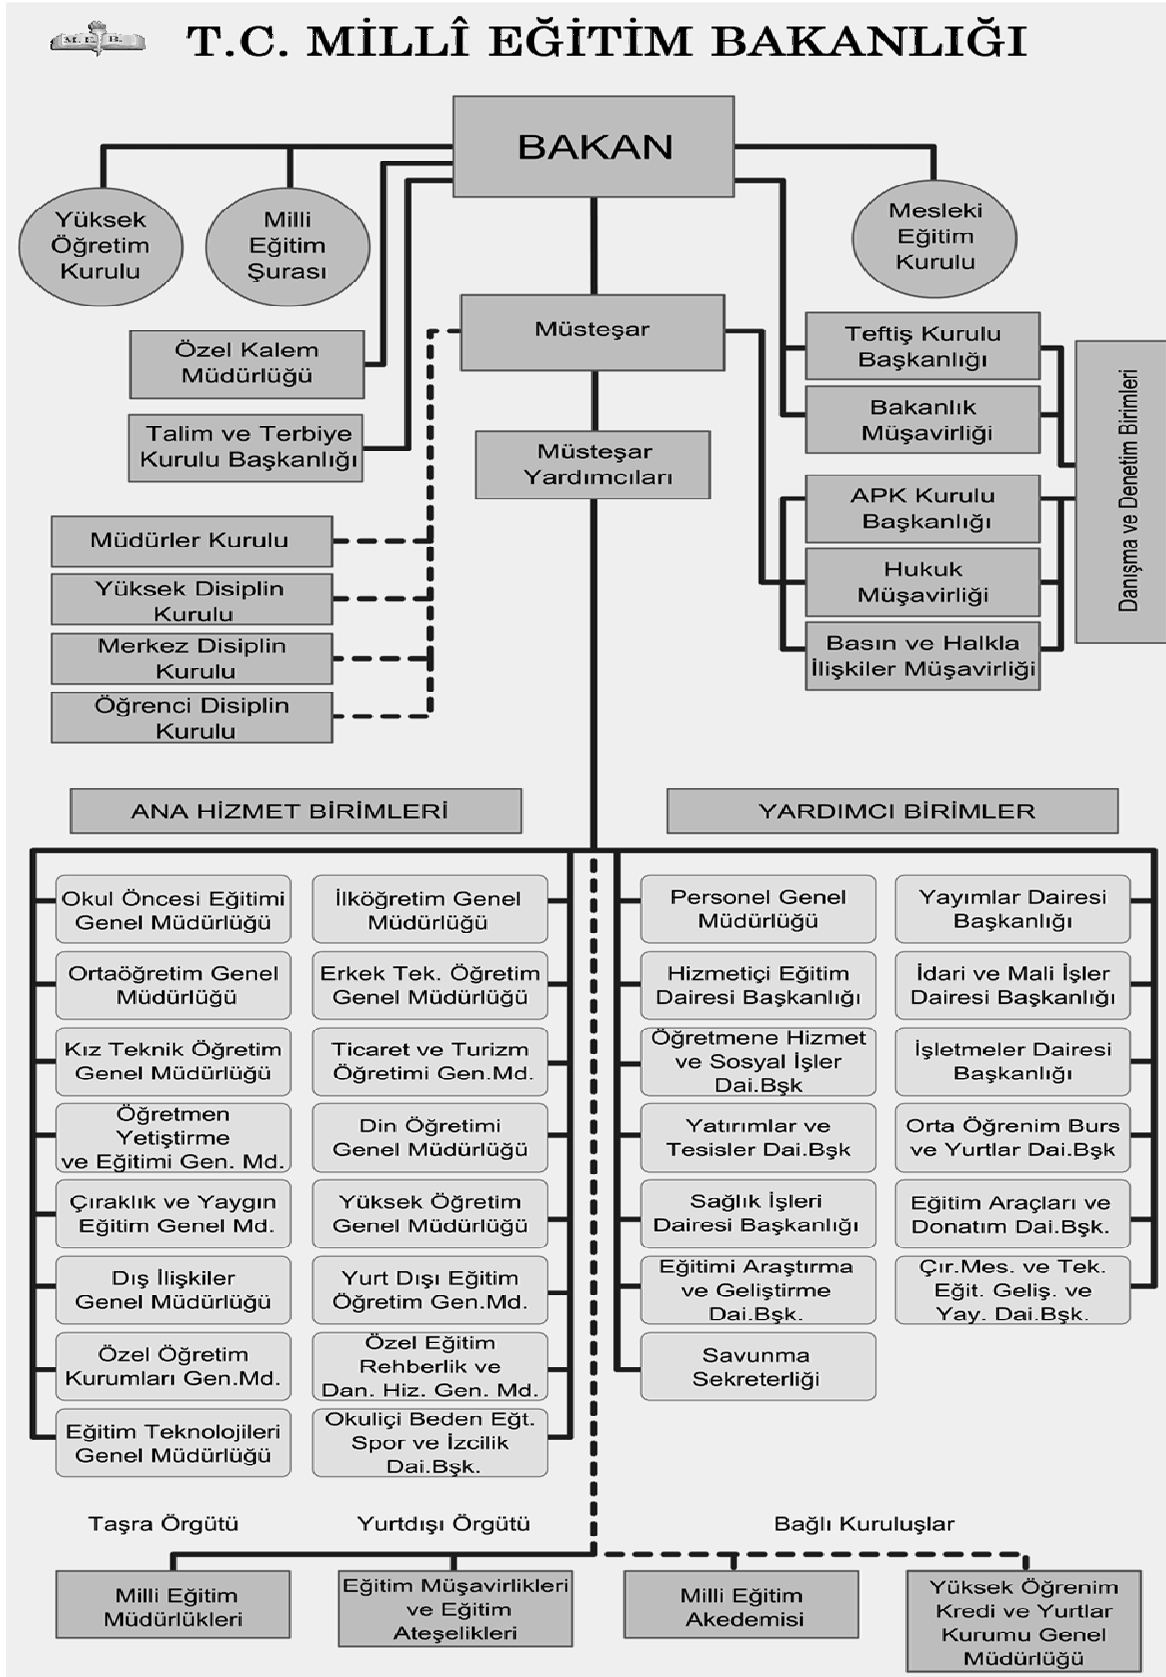 M. E. B.
T.C. MİLLÎ EĞİTİM BAKANLIĞI
BAKAN
Yüksek
Öğretim
Kurulu
Milli
Eğitim
Şurası
Mesleki
Eğitim
Kurulu
Müsteşar
Özel Kalem
Müdürlüğü
Talim ve Terbiye
Kurulu Başkanlığı
Müsteşar
Yardımcıları
Teftiş Kurulu
Başkanlığı
Bakanlık
Müşavirliği
APK Kurulu
Başkanlığı
Hukuk
Müşavirliği
Basın ve Halkla
İlişkiler Müşavirliği
Danışma ve Denetim Birimleri
Müdürler Kurulu
Yüksek Disiplin
Kurulu
Merkez Disiplin
Kurulu
Öğrenci Disiplin
Kurulu
ANA HİZMET BİRİMLERİ
Okul Öncesi Eğitimi
Genel Müdürlüğü
İlköğretim Genel
Müdürlüğü
Ortaöğretim Genel
Müdürlüğü
Erkek Tek. Öğretim
Genel Müdürlüğü
Kız Teknik Öğretim
Genel Müdürlüğü
Ticaret ve Turizm
Öğretimi Gen.Md.
Öğretmen
Yetiştirme
ve Eğitimi Gen. Md.
Din Öğretimi
Genel Müdürlüğü
Çıraklık ve Yaygın
Eğitim Genel Md.
Yüksek Öğretim
Genel Müdürlüğü
Dış İlişkiler
Genel Müdürlüğü
Yurt Dışı Eğitim
Öğretim Gen.Md.
Özel Öğretim
Kurumları Gen.Md.
Özel Eğitim
Rehberlik ve
Dan. Hiz. Gen. Md.
Eğitim Teknolojileri
Genel Müdürlüğü
Okuliçi Beden Eğt.
Spor ve İzcilik
Dai.Bşk.
YARDIMCI BİRİMLER
Personel Genel
Müdürlüğü
Yayımlar Dairesi
Başkanlığı
Hizmetiçi Eğitim
Dairesi Başkanlığı
İdari ve Mali İşler
Dairesi Başkanlığı
Öğretmene Hizmet
ve Sosyal İşler
Dai.Bşk
İşletmeler Dairesi
Başkanlığı
Yatırımlar ve
Tesisler Dai.Bşk
Orta Öğrenim Burs
ve Yurtlar Dai.Bşk
Sağlık İşleri
Dairesi Başkanlığı
Eğitim Araçları ve
Donatım Dai.Bşk.
Eğitimi Araştırma
ve Geliştirme
Dai.Bşk.
Çır.Mes. ve Tek.
Eğit. Geliş. ve
Yay. Dai.Bşk.
Savunma
Sekreterliği
Taşra Örgütü
Yurtdışı Örgütü
Bağlı Kuruluşlar
Milli Eğitim
Müdürlükleri
Eğitim Müşavirlikleri
ve Eğitim
Ateşelikleri
Milli Eğitim
Akedemisi
Yüksek Öğrenim
Kredi ve Yurtlar
Kurumu Genel
Müdürlüğü